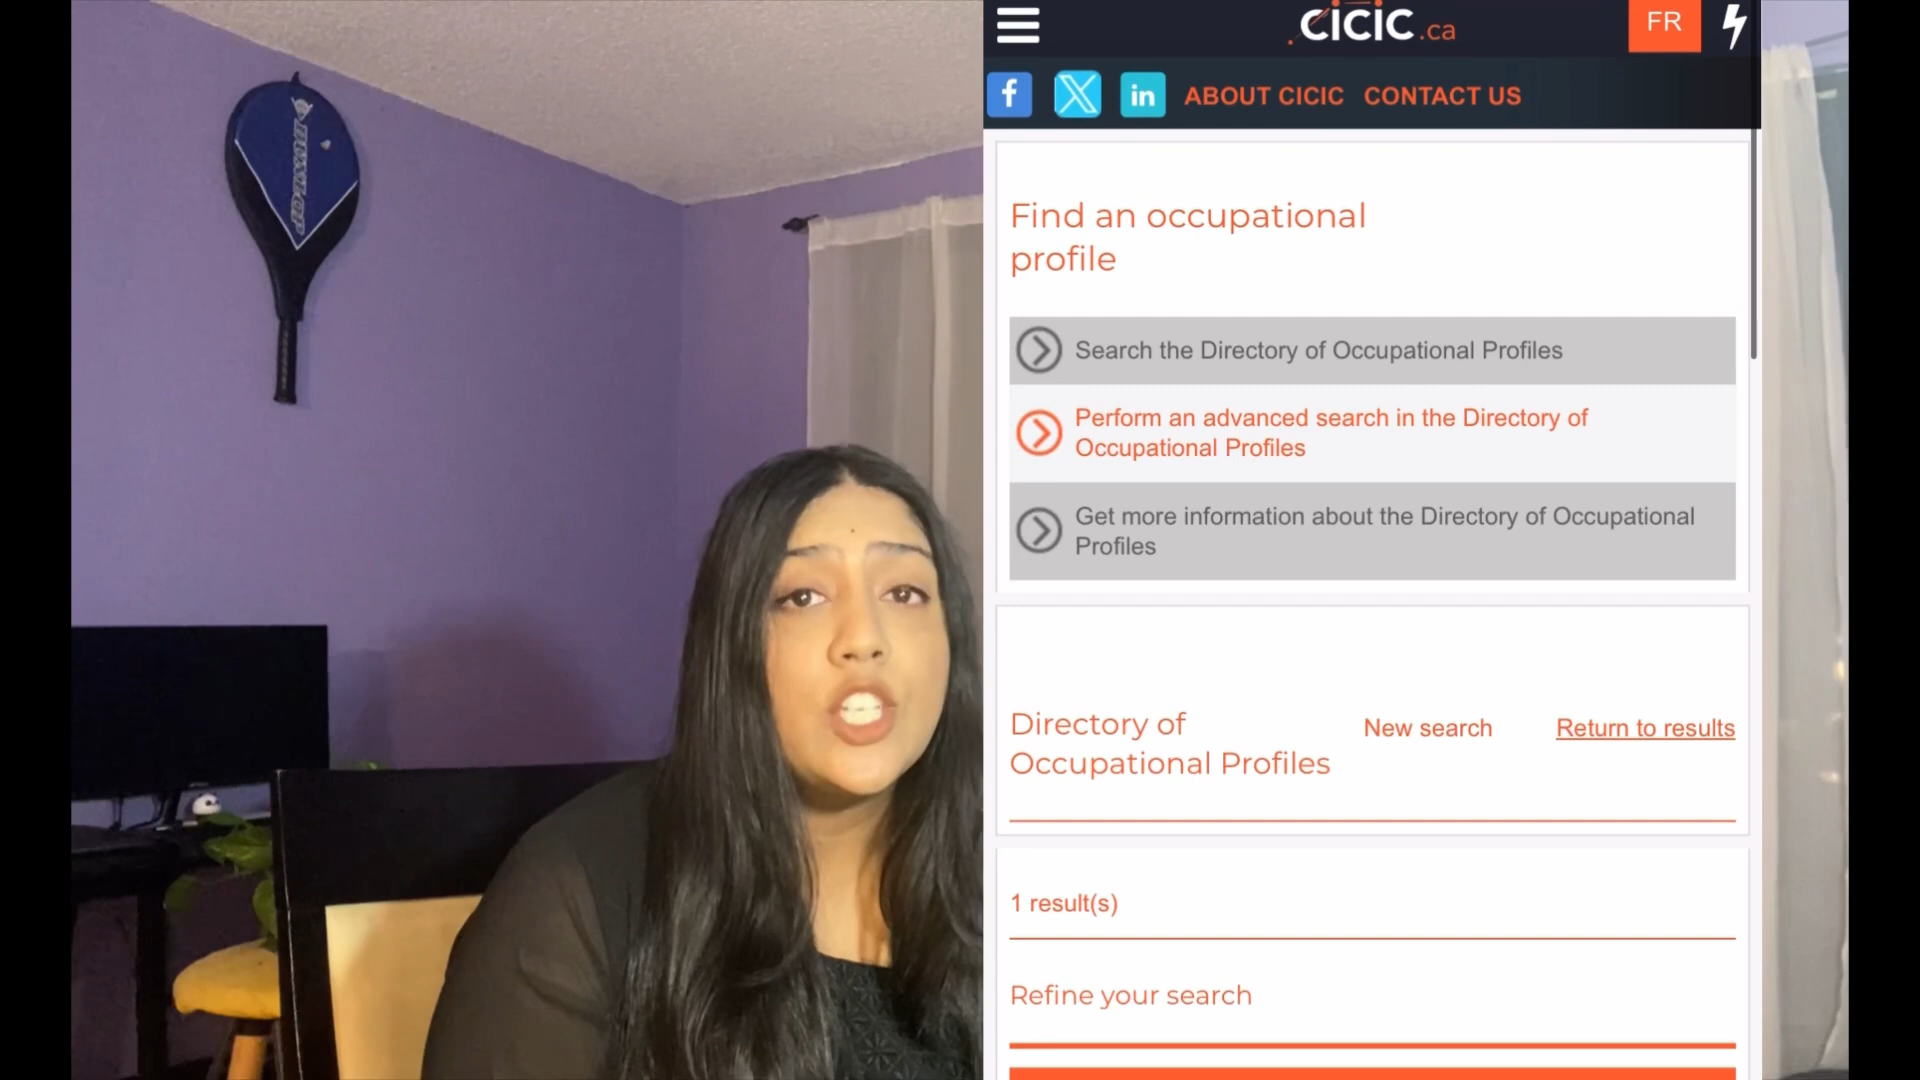 DUNLOP
cicic.ca
FR
f
X
in
ABOUT CICIC CONTACT US
Find an occupational
profile
Search the Directory of Occupational Profiles
Perform an advanced search in the Directory of
Occupational Profiles
Get more information about the Directory of Occupational
Profiles
Directory of
Occupational Profiles
New search
Return to results
1 result(s)
Refine your search